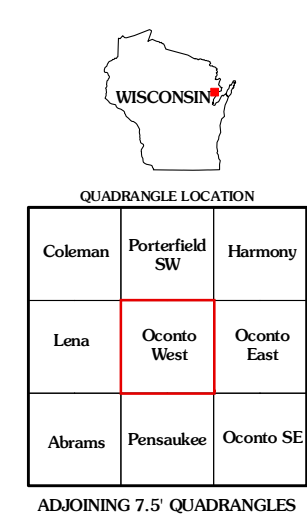 WISCONSIN
QUADRANGLE LOCATION
Coleman
Porterfield
SW
Harmony
Lena
Oconto
West
Oconto
East
Abrams
Pensaukee
Oconto SE
ADJOINING 7.5' QUADRANGLES